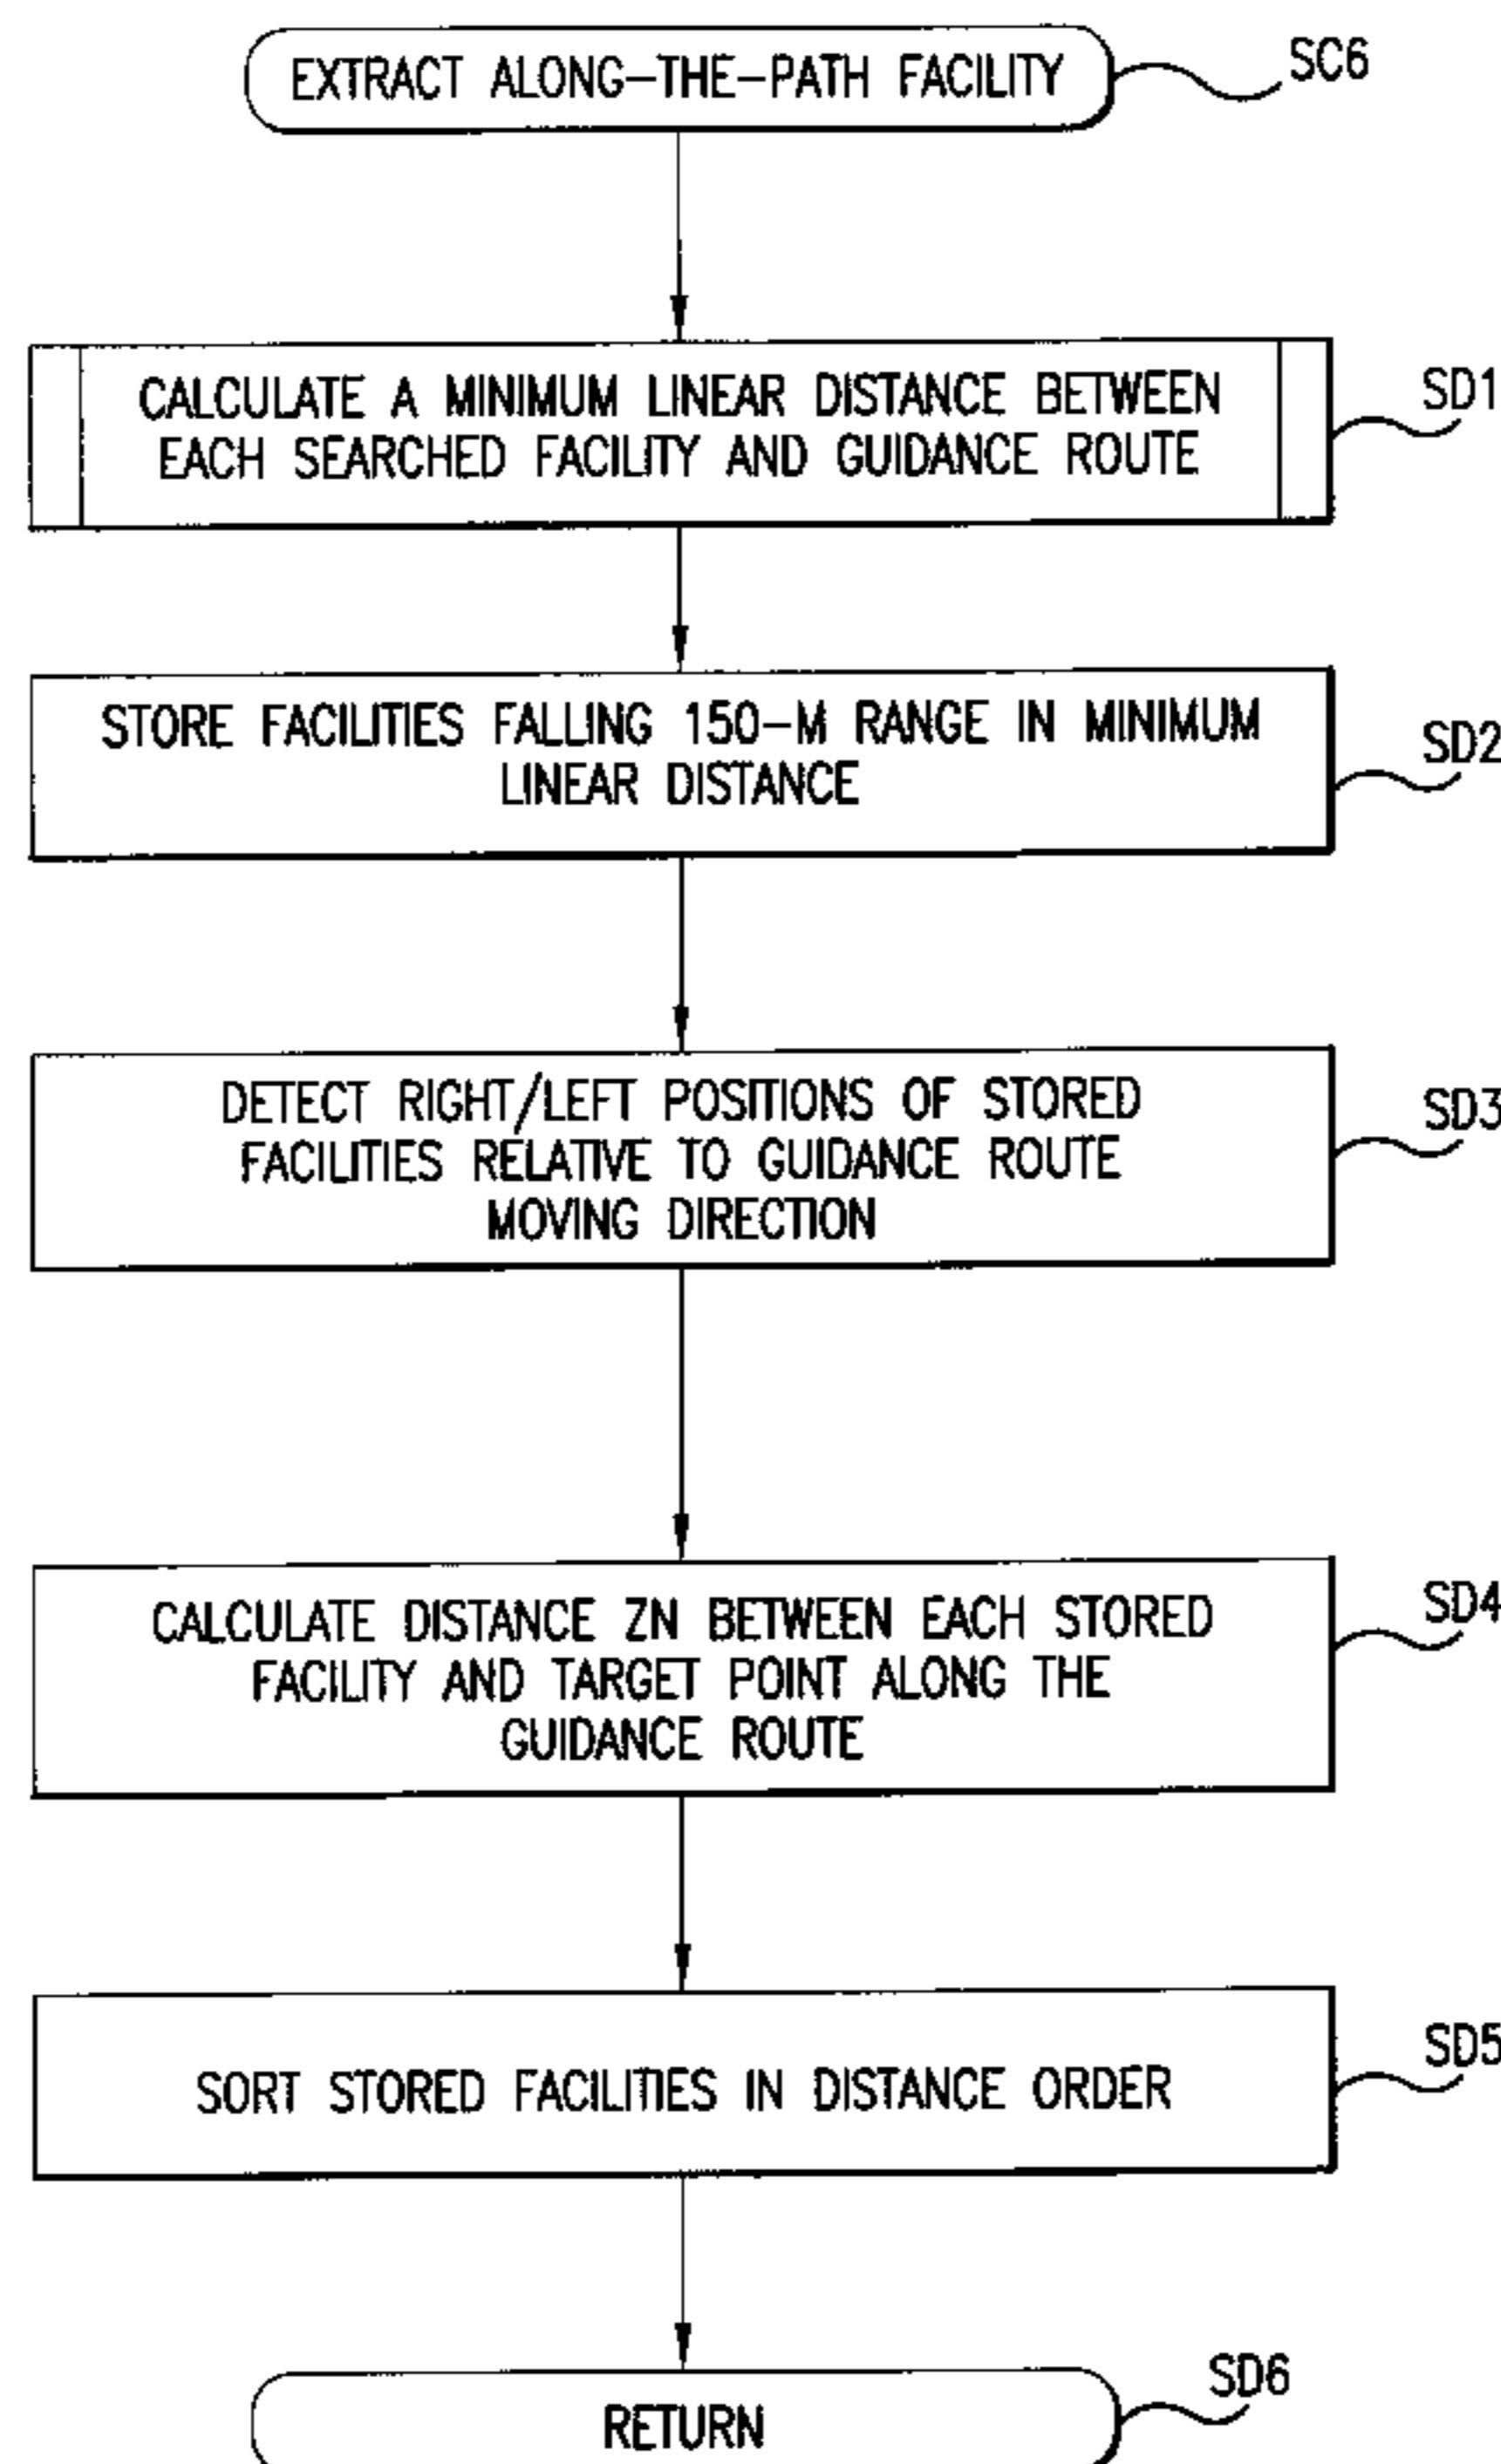 EXTRACT ALONG-THE-PATH FACILITY
SC6
CALCULATE A MINIMUM LINEAR DISTANCE BETWEEN
EACH SEARCHED FACILITY AND GUIDANCE ROUTE
SD1
STORE FACILITIES FALLING 150-M RANGE IN MINIMUM
LINEAR DISTANCE
SD2
DETECT RIGHT/LEFT POSITIONS OF STORED
FACILITIES RELATIVE TO GUIDANCE ROUTE
MOVING DIRECTION
SD3
CALCULATE DISTANCE ZN BETWEEN EACH STORED
FACILITY AND TARGET POINT ALONG THE
GUIDANCE ROUTE
SD4
SORT STORED FACILITIES IN DISTANCE ORDER
SD5
RETURN
SD6